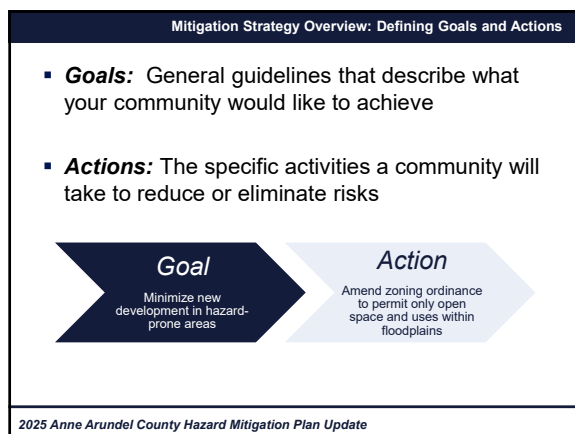 Mitigation Strategy Overview: Defining Goals and Actions
▪ Goals: General guidelines that describe what
your community would like to achieve
▪ Actions: The specific activities a community will
take to reduce or eliminate risks
Goal
Minimize new
development in hazard-
prone areas
Action
Amend zoning ordinance
to permit only open
space and uses within
floodplains
2025 Anne Arundel County Hazard Mitigation Plan Update